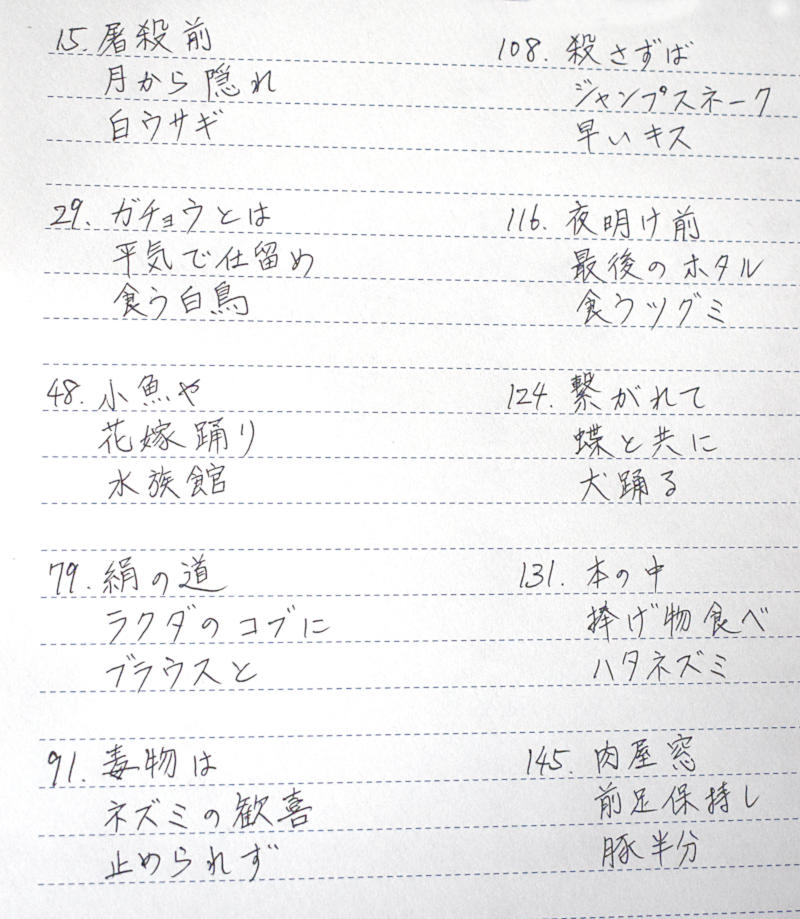 15. 屠殺前
月から隠れ
白ウサギ
29. ガチョウとは
平気で仕留め
食う白鳥
48. 小魚や
花嫁踊り
水族館
79. 絹の道
ラクダのコブに
ブラウスと
91. 毒物は
ネズミの歓喜
止められず
108. 殺さずば
ジャンプスネーク
早いキス
116. 夜明け前
最後のホタル
食うツグミ
124. 繋がれて
蝶と共に
犬踊る
131. 本の中
捧げ物食べ
ハタネズミ
145. 肉屋窓
前足保持し
豚半分